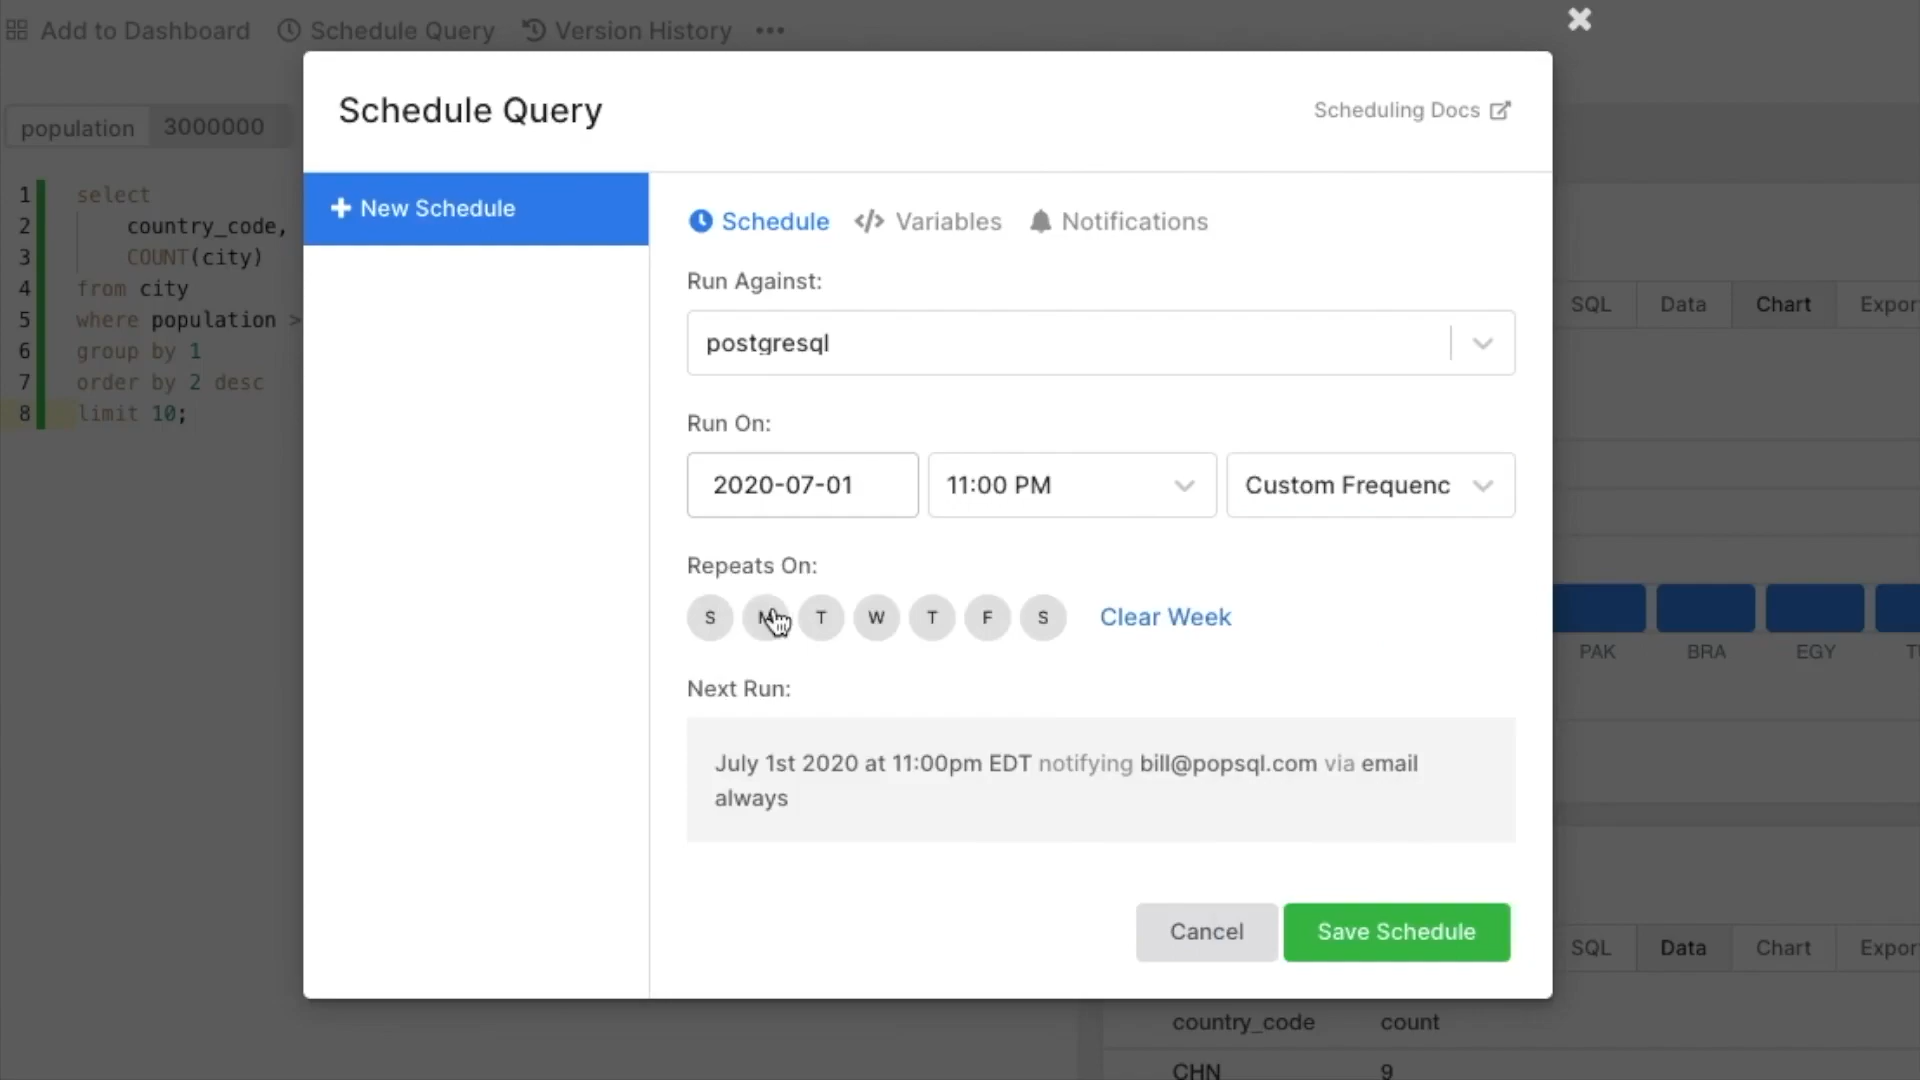 Add to Dashboard Schedule Query Version History •••
Schedule Query
Scheduling Docs
population 3000000
New Schedule
1 select
2 country_code,
3 COUNT(city)
4 from city
5 where population >
6 group by 1
7 order by 2 desc
8 limit 10;
Schedule </> Variables Notifications
Run Against:
postgresql
Run On:
2020-07-01 11:00 PM Custom Frequenc
Repeats On:
S M T W T F S Clear Week
Next Run:
July 1st 2020 at 11:00pm EDT notifying bill@popsql.com via email
always
Cancel Save Schedule
SQL Data Chart Expor
PAK BRA EGY
SQL Data Chart Expor
country_code count
CHN 9